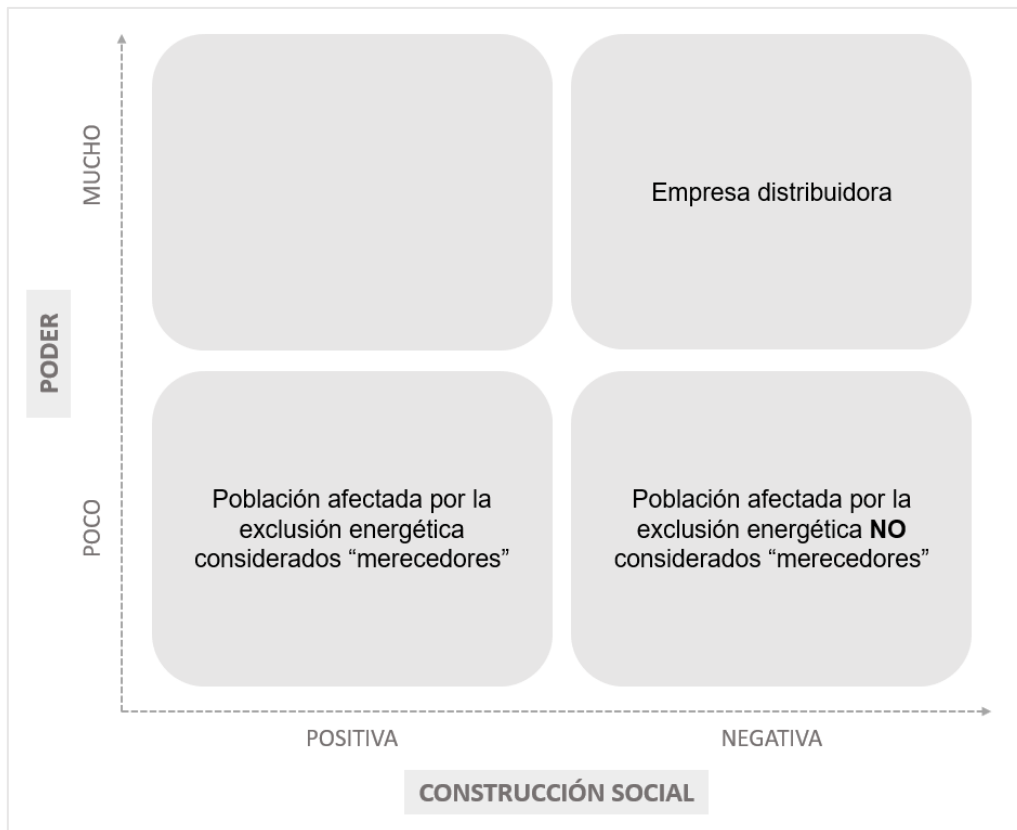 MUCHO
Empresa distribuidora
PODER
POCO
Población afectada por la
exclusión energética
considerados “merecedores”
Población afectada por la
exclusión energética NO
considerados “merecedores”
POSITIVA
NEGATIVA
CONSTRUCCIÓN SOCIAL